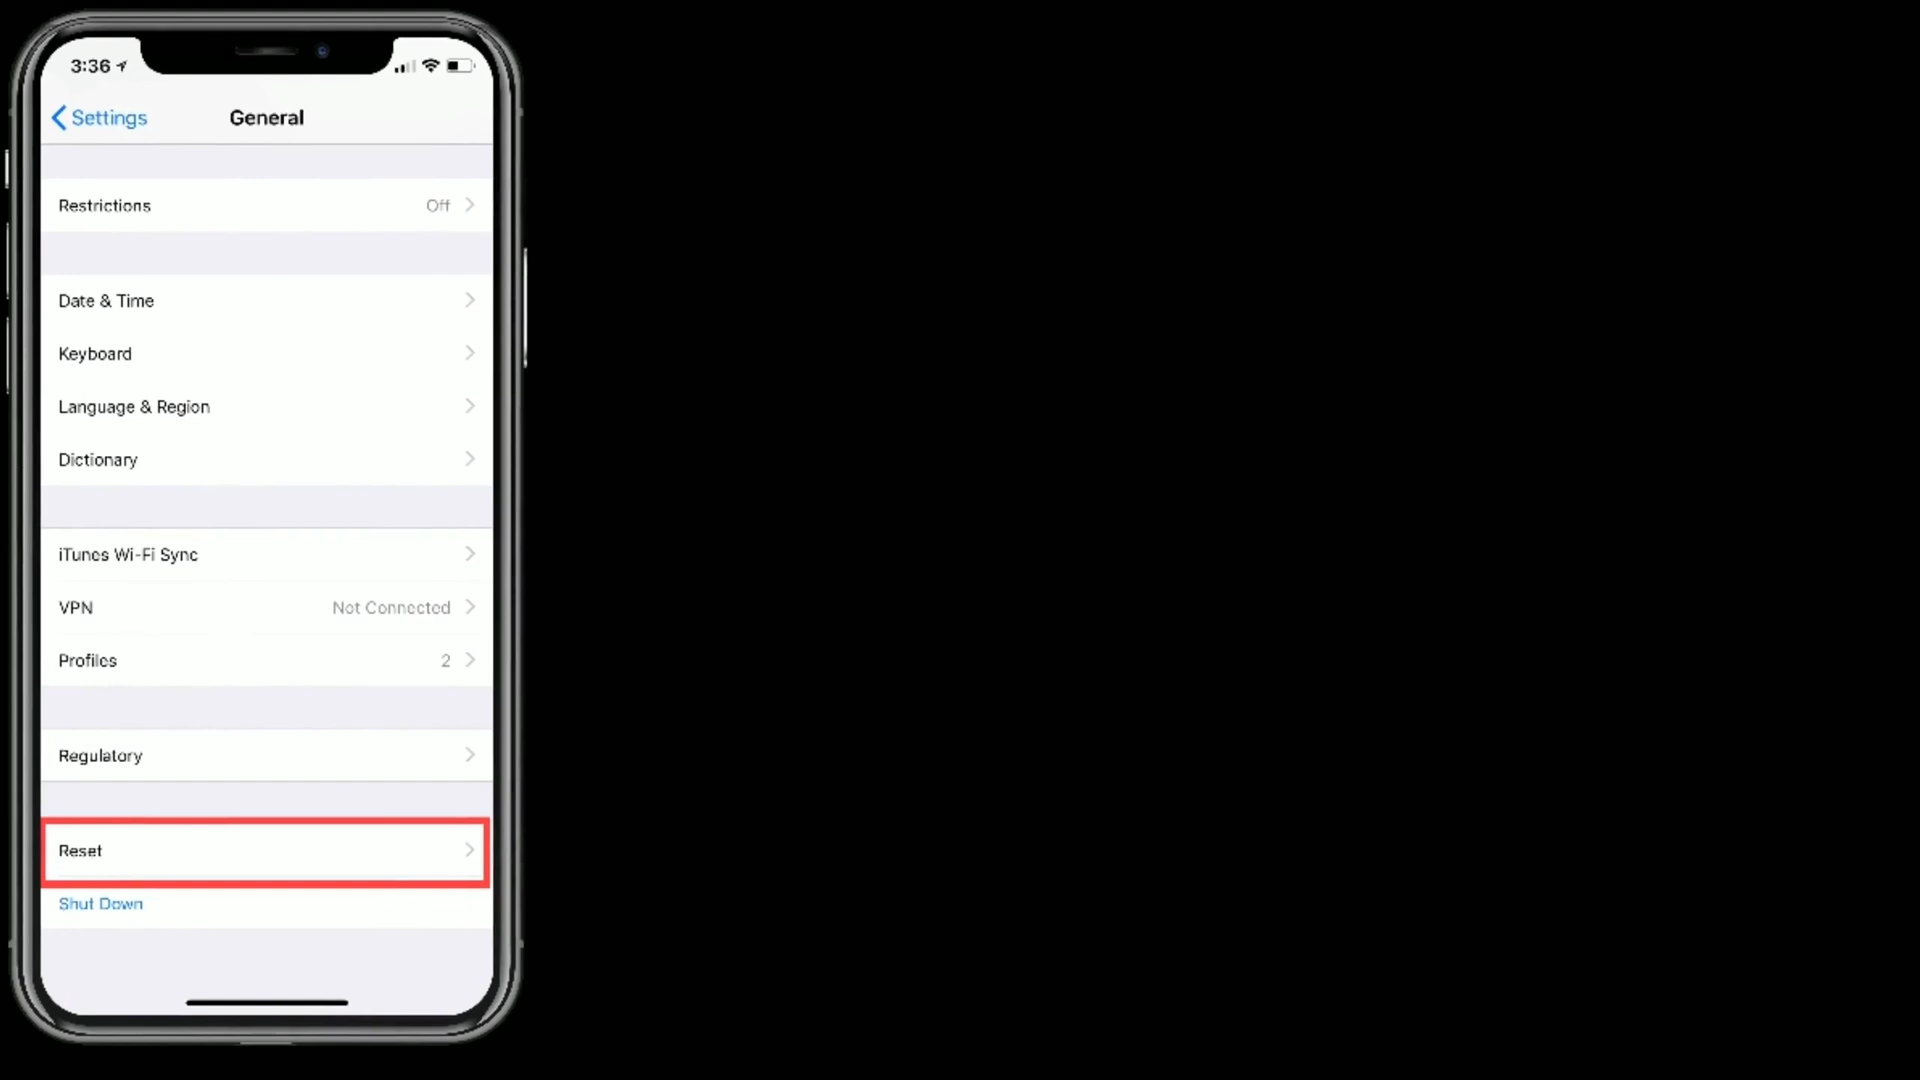 3:36
Settings
General
Restrictions Off
Date & Time
Keyboard
Language & Region
Dictionary
iTunes Wi-Fi Sync
VPN Not Connected
Profiles 2
Regulatory
Reset
Shut Down